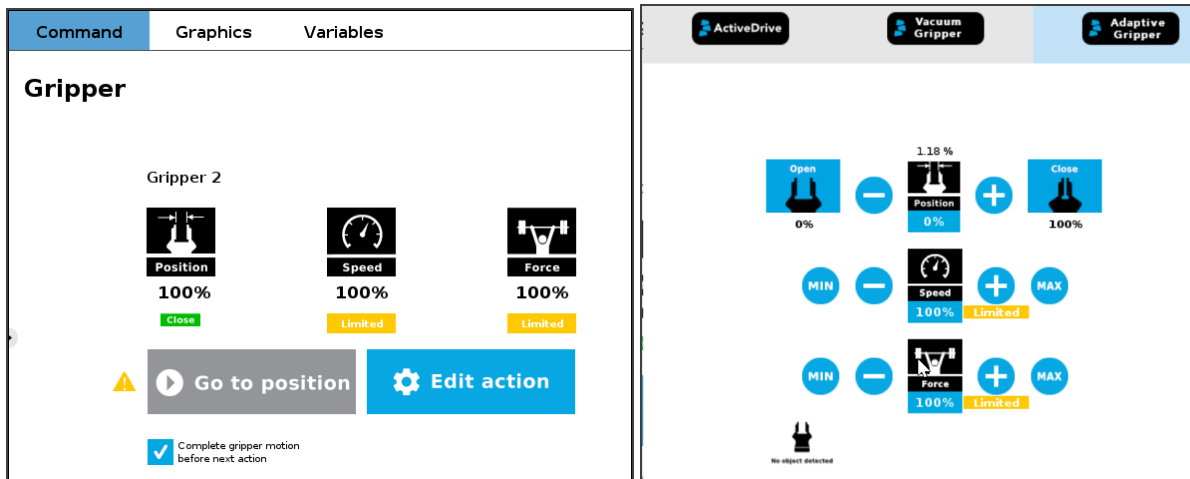 Command Graphics Variables
Gripper
Gripper 2
Position Speed Force
100% 100% 100%
Close Limited Limited
Go to position Edit action
Complete gripper motion
before next action
ActiveDrive
Vacuum
Gripper
Adaptive
Gripper
1.18 %
Open
Close
Position
0%
0%
100%
MIN
Speed
MAX
100% Limited
MIN
Force
MAX
100% Limited
No object detected